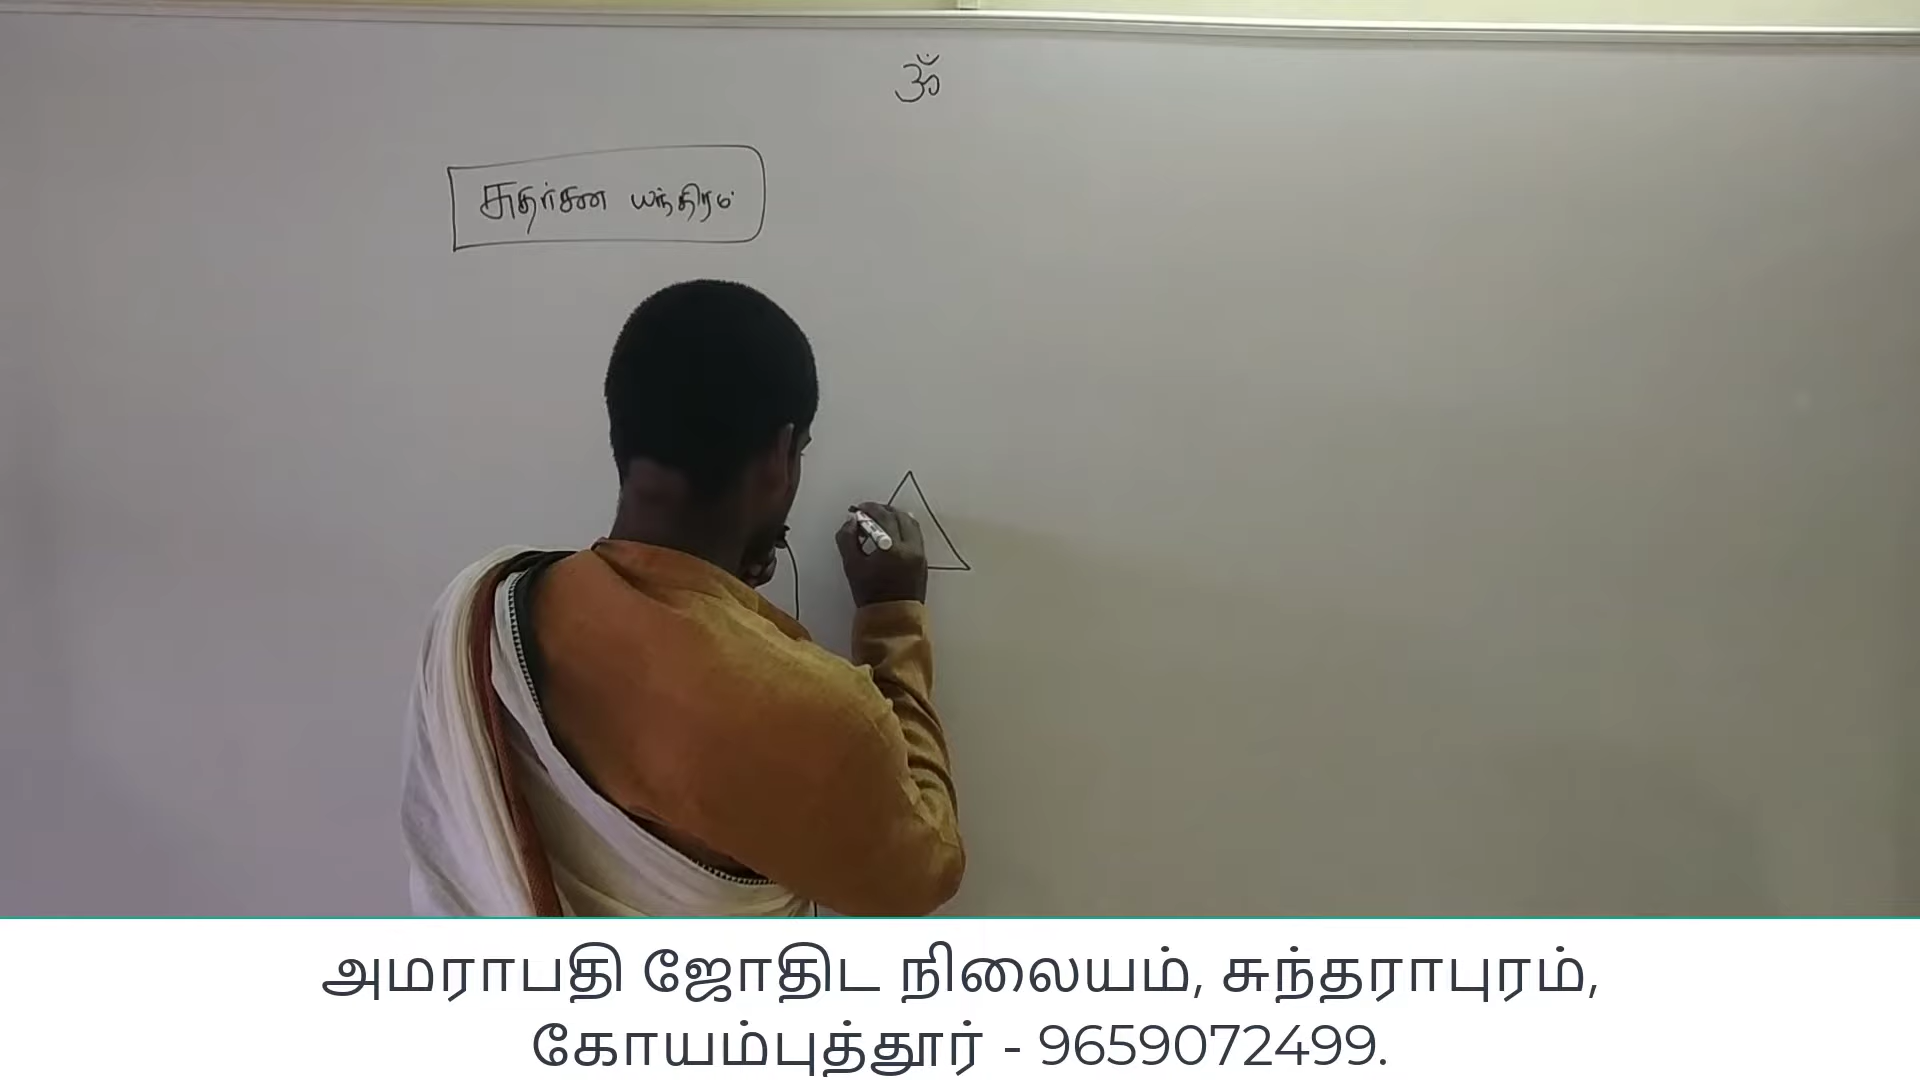 ॐ
சுதர்சன யந்திரம்
அமராபதி ஜோதிட நிலையம், சுந்தராபுரம்,
கோயம்புத்தூர் - 9659072499.